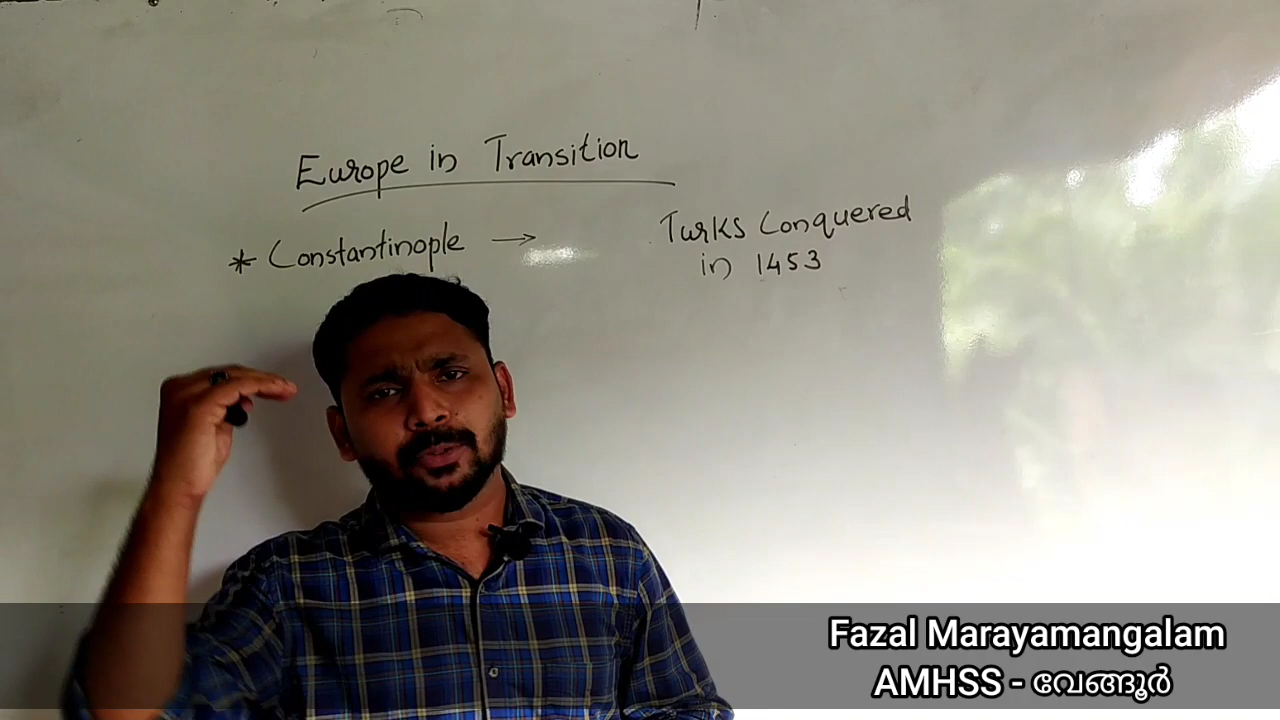 Europe in Transition
* Constantinople → Turks Conquered
in 1453
Fazal Marayamangalam
AMHSS - വേങ്ങൂർ